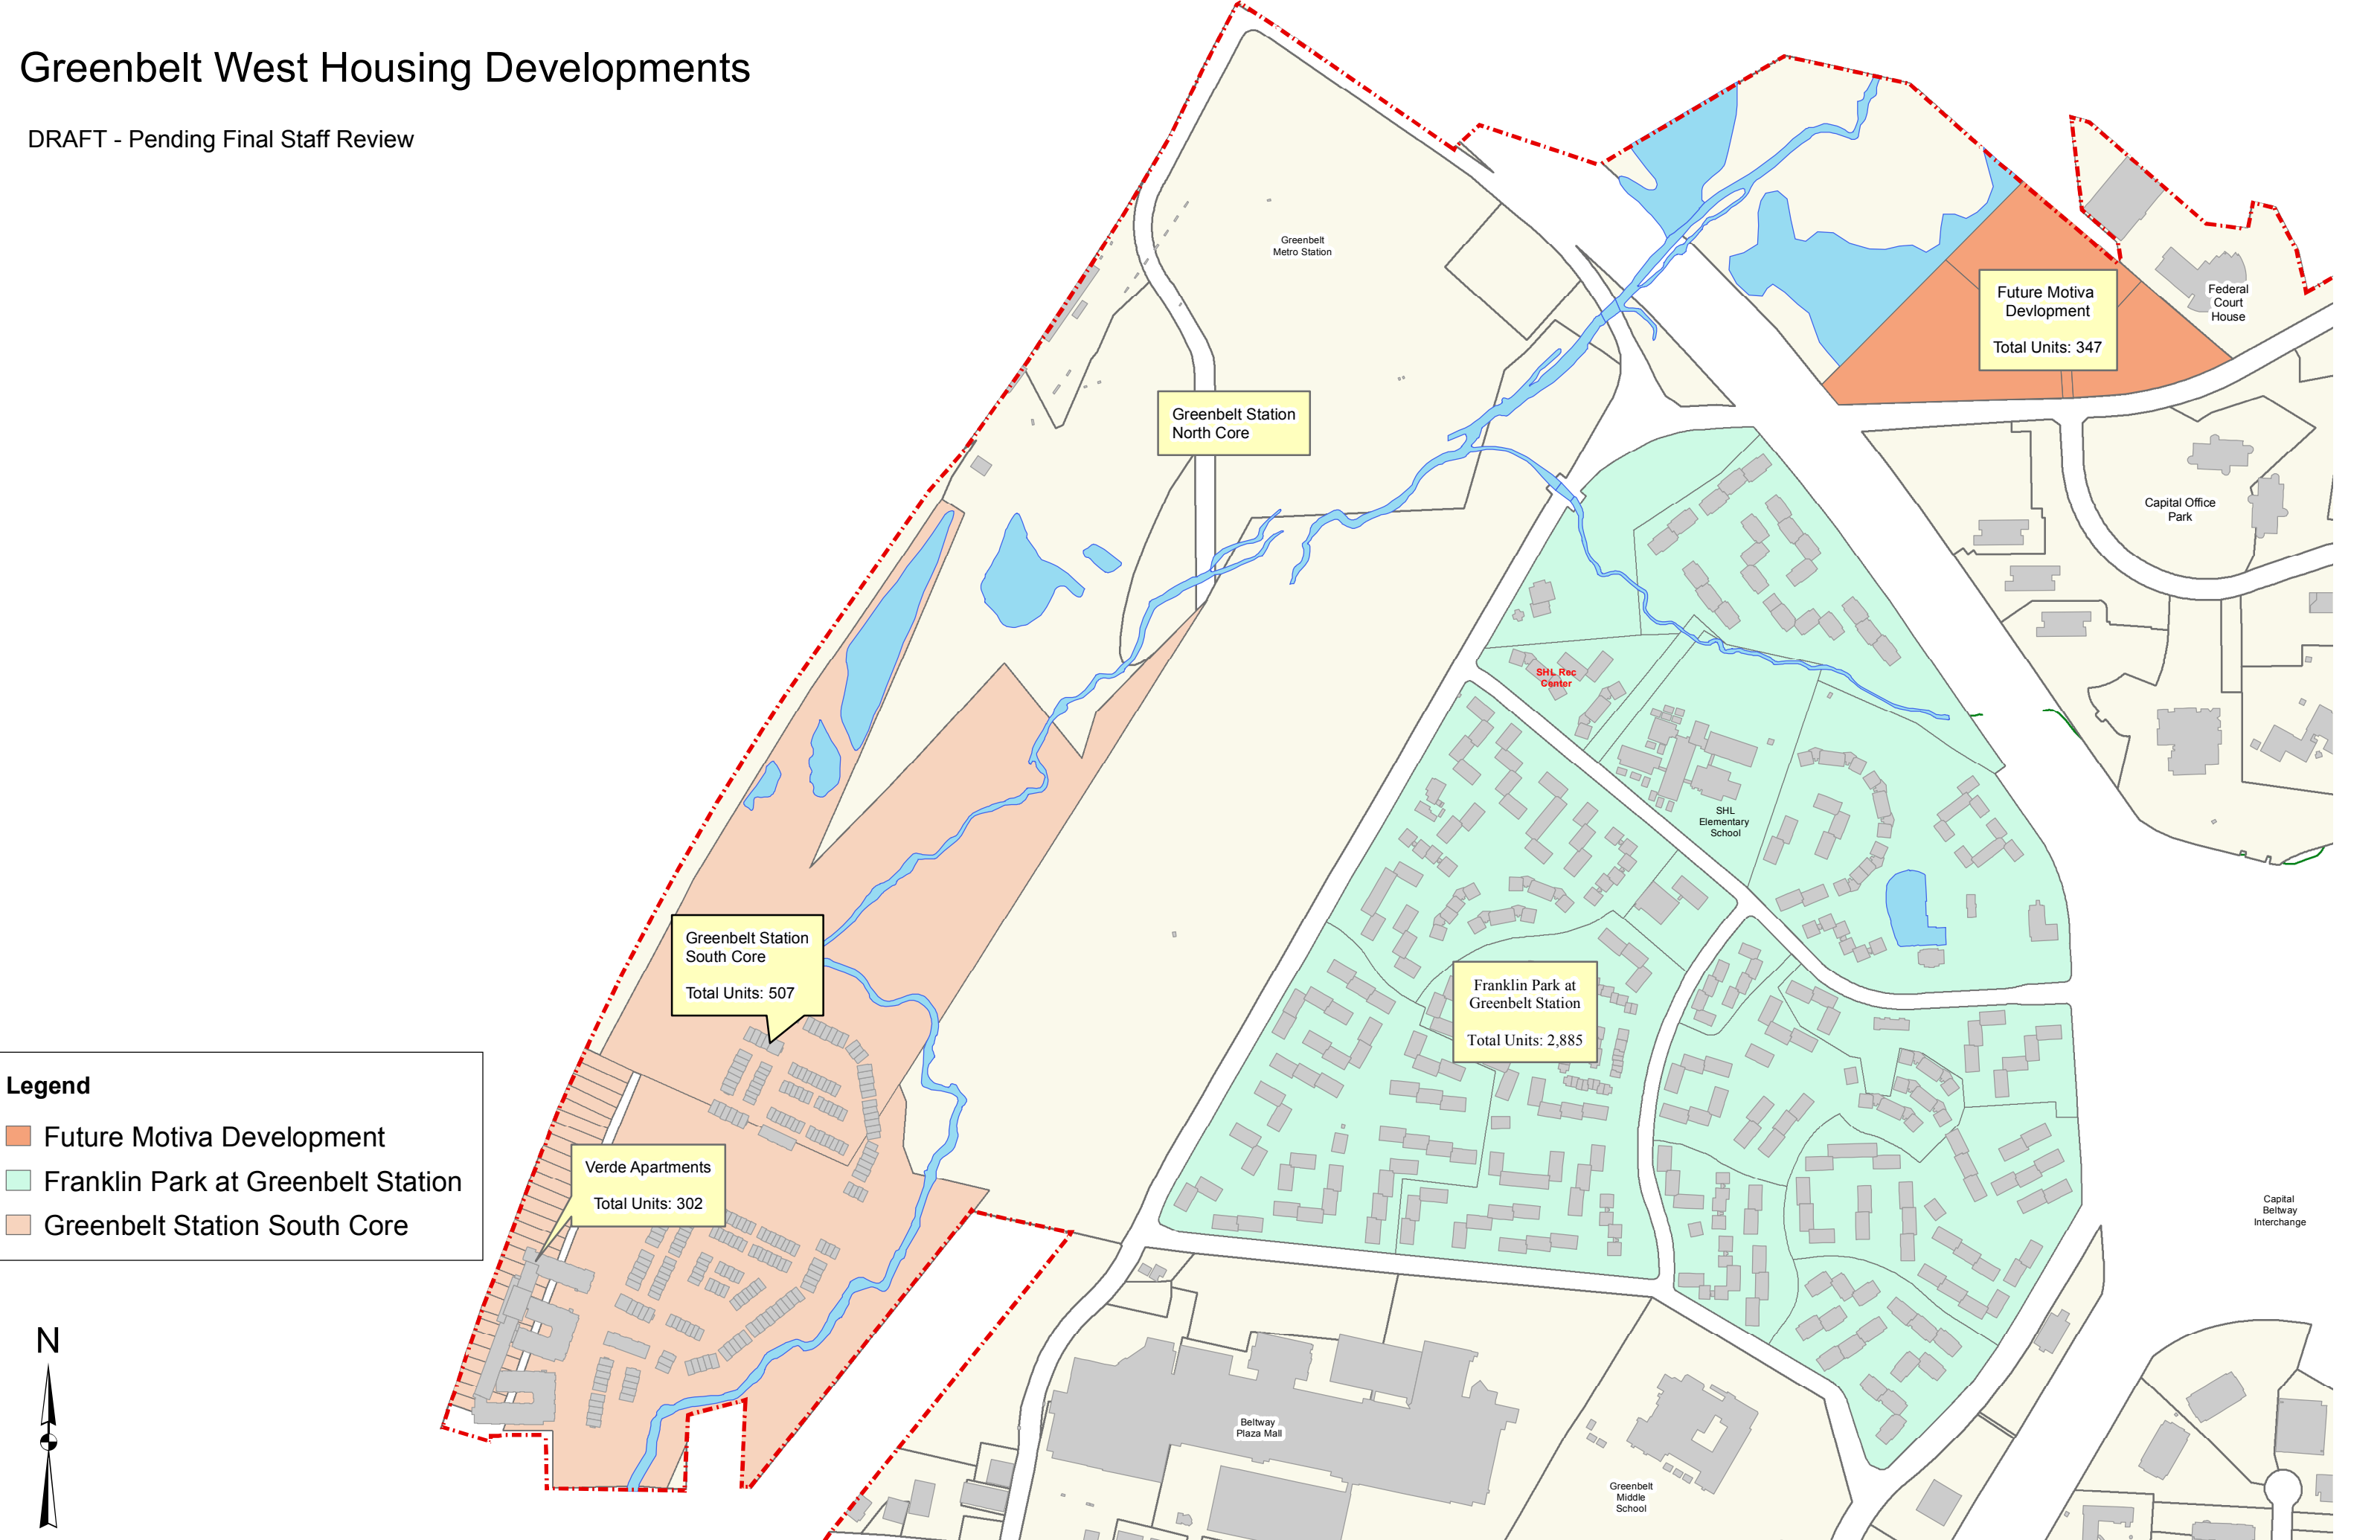 Greenbelt West Housing Developments
DRAFT - Pending Final Staff Review
Greenbelt
Metro Station
Future Motiva
Devlopment
Total Units: 347
Federal
Court
House
Greenbelt Station
North Core
Capital Office
Park
SHL Rec
Center
SHL
Elementary
School
Greenbelt Station
South Core
Total Units: 507
Franklin Park at
Greenbelt Station
Total Units: 2,885
Legend
Future Motiva Development
Franklin Park at Greenbelt Station
Greenbelt Station South Core
Verde Apartments
Total Units: 302
Capital
Beltway
Interchange
N
Beltway
Plaza Mall
Greenbelt
Middle
School